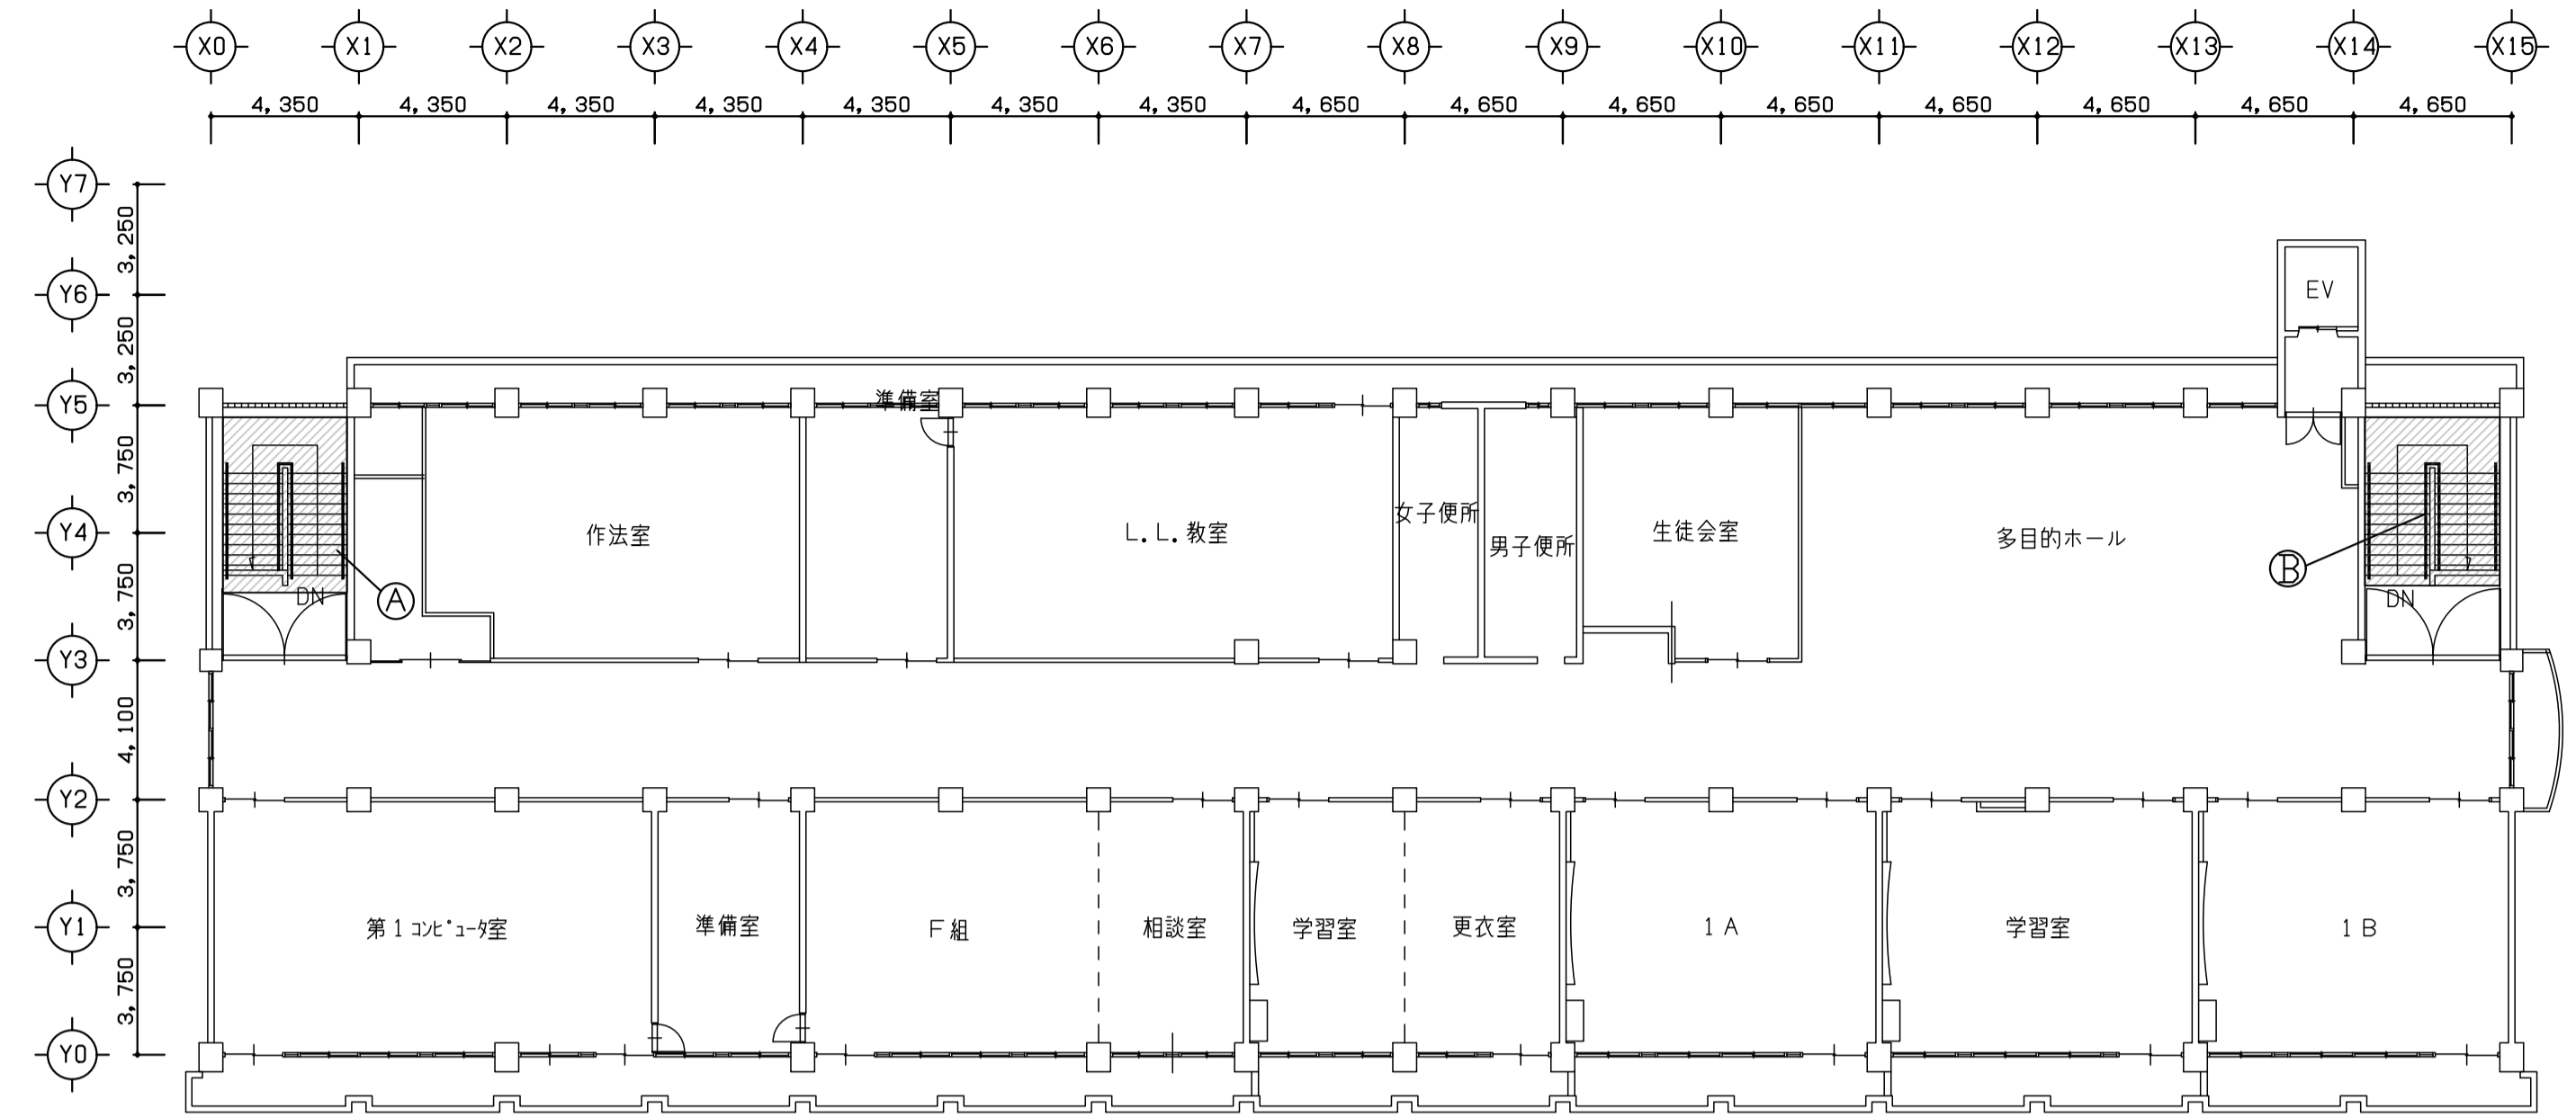 X0 X1 X2 X3 X4 X5 X6 X7 X8 X9 X10 X11 X12 X13 X14 X15
4,350 4,350 4,350 4,350 4,350 4,350 4,350 4,650 4,650 4,650 4,650 4,650 4,650 4,650 4,650
Y7
3,250
Y6
EV
3,250
Y5
準備室
3,750
Y4
作法室 L.L.教室 女子便所 男子便所 生徒会室 多目的ホール
B
3,750
DN A DN
Y3
4,100
Y2
3,750
Y1
第1コンピュータ室 準備室 F組 相談室 学習室 更衣室 1A 学習室 1B
3,750
Y0